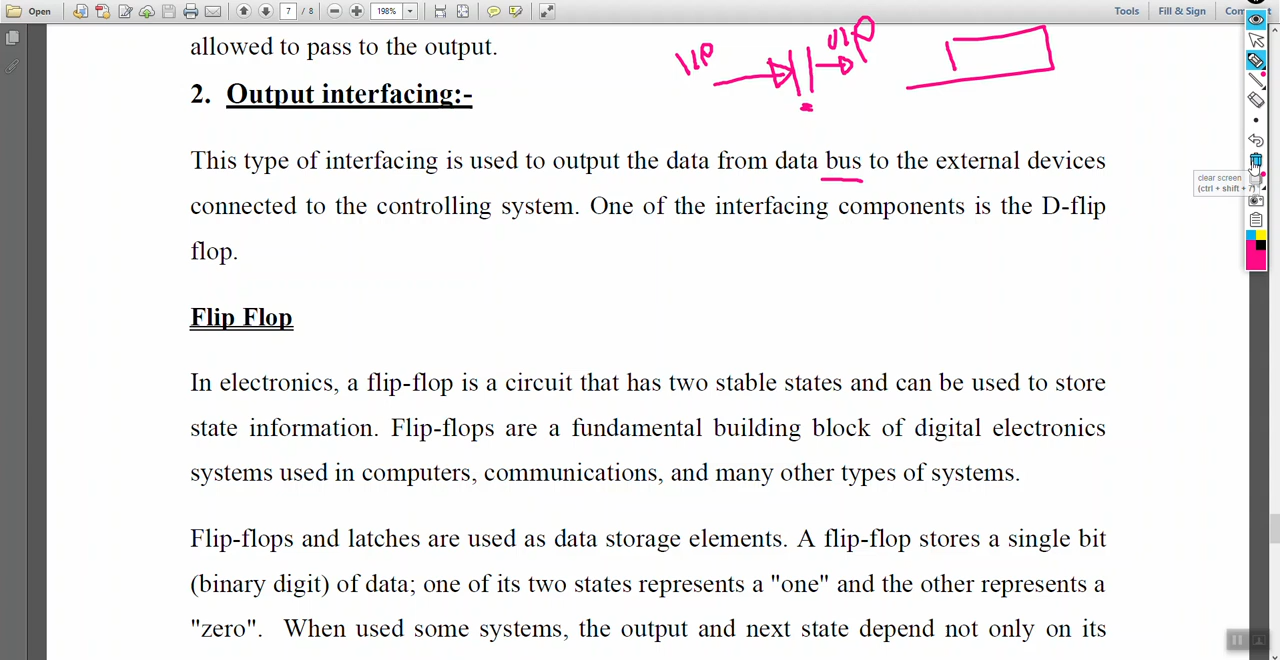 Open
7 / 8
198%
Tools
Fill & Sign
allowed to pass to the output.
I/P
O/P
2. Output interfacing:-
This type of interfacing is used to output the data from data bus to the external devices
clear screen
(ctrl + shift + 7)
connected to the controlling system. One of the interfacing components is the D-flip
flop.
Flip Flop
In electronics, a flip-flop is a circuit that has two stable states and can be used to store
state information. Flip-flops are a fundamental building block of digital electronics
systems used in computers, communications, and many other types of systems.
Flip-flops and latches are used as data storage elements. A flip-flop stores a single bit
(binary digit) of data; one of its two states represents a "one" and the other represents a
"zero". When used some systems, the output and next state depend not only on its